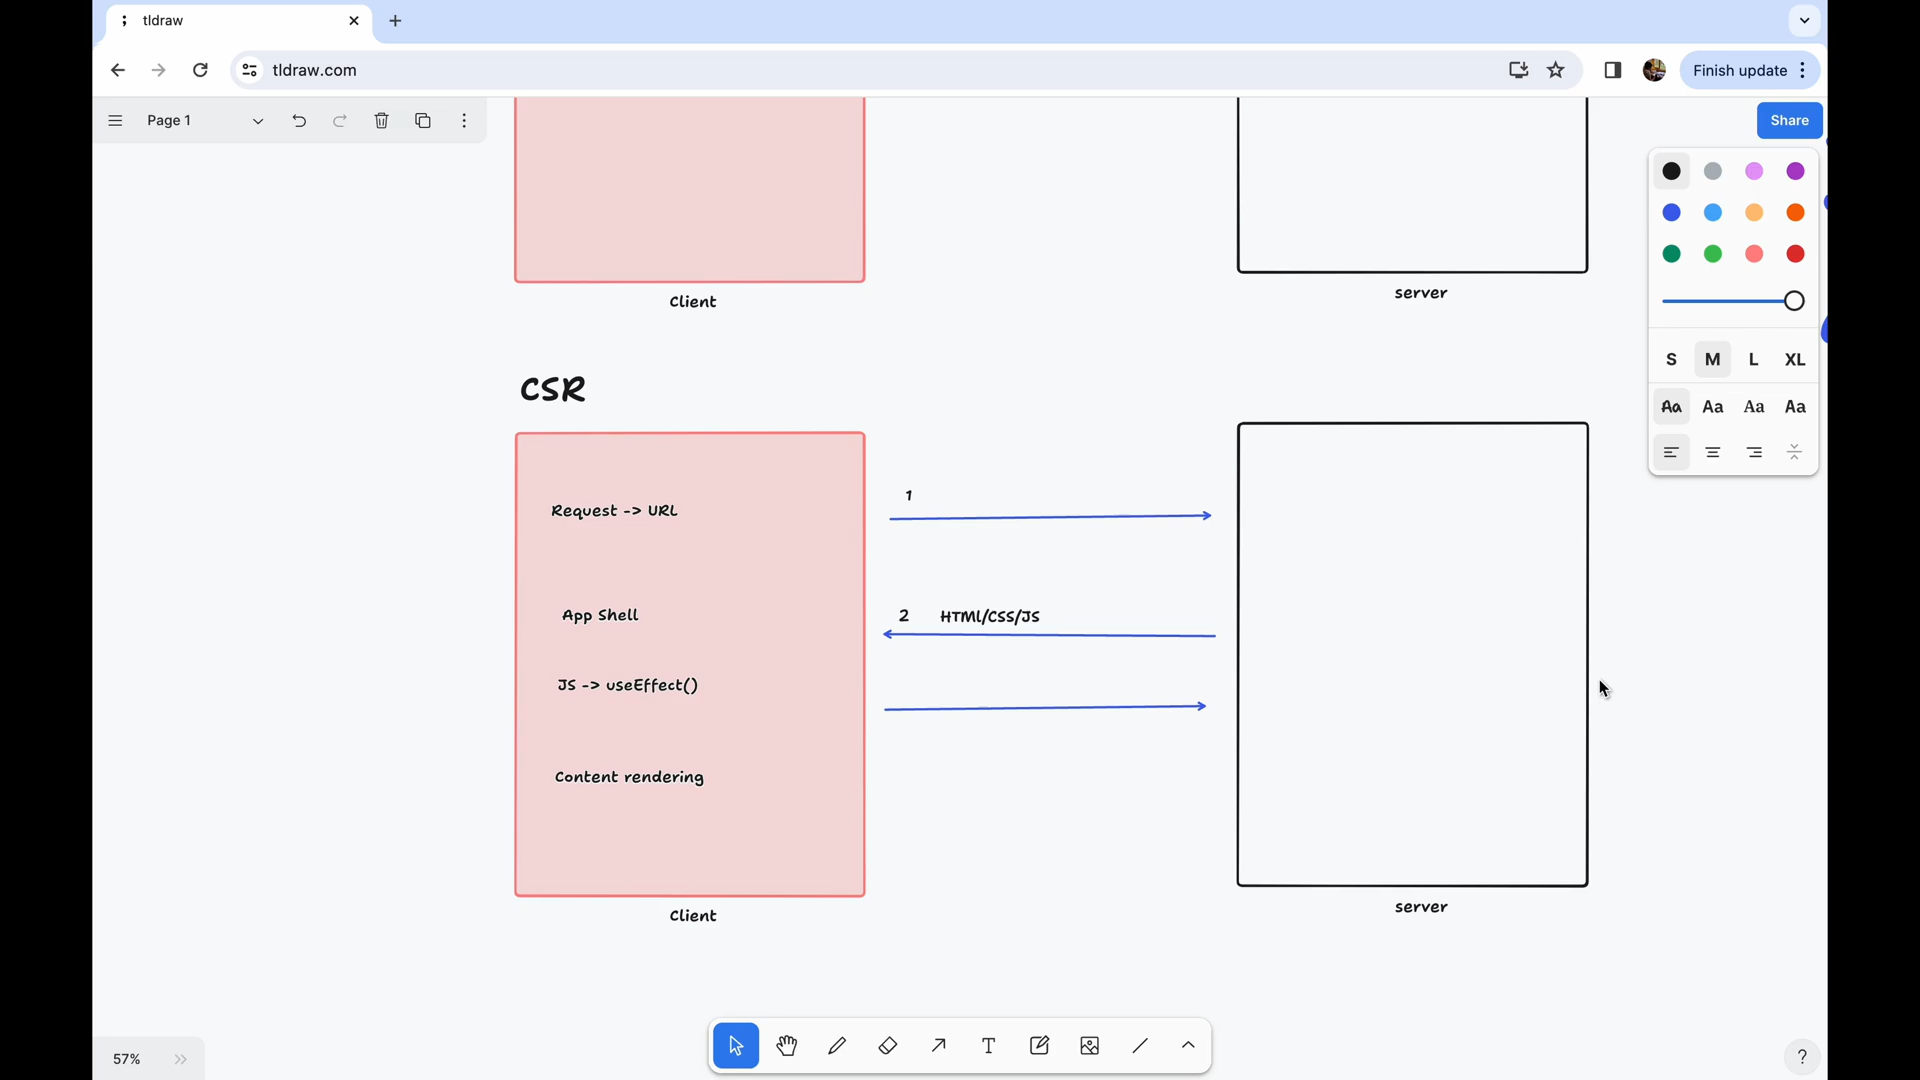 tldraw
tldraw.com
Finish update
Page 1
Share
Client
server
S M L XL
Aa Aa Aa Aa
CSR
Request -> URL
1
App Shell
2 HTMl/CSS/JS
JS -> useEffect()
Content rendering
Client
server
57%
?